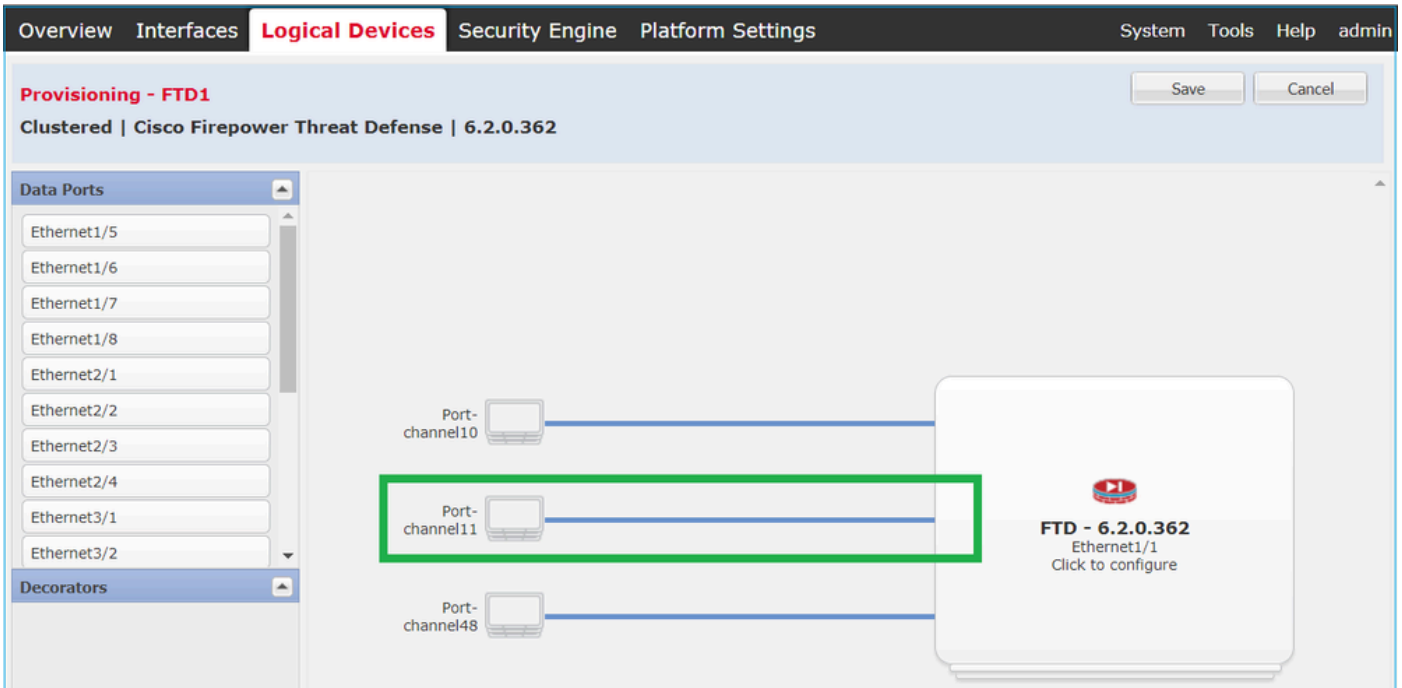 Overview Interfaces Logical Devices Security Engine Platform Settings System Tools Help admin
Provisioning - FTD1
Save Cancel
Clustered | Cisco Firepower Threat Defense | 6.2.0.362
Data Ports
Ethernet1/5
Ethernet1/6
Ethernet1/7
Ethernet1/8
Ethernet2/1
Ethernet2/2
Ethernet2/3
Ethernet2/4
Ethernet3/1
Ethernet3/2
Decorators
Port-
channel10
Port-
channel11
Port-
channel48
FTD - 6.2.0.362
Ethernet1/1
Click to configure